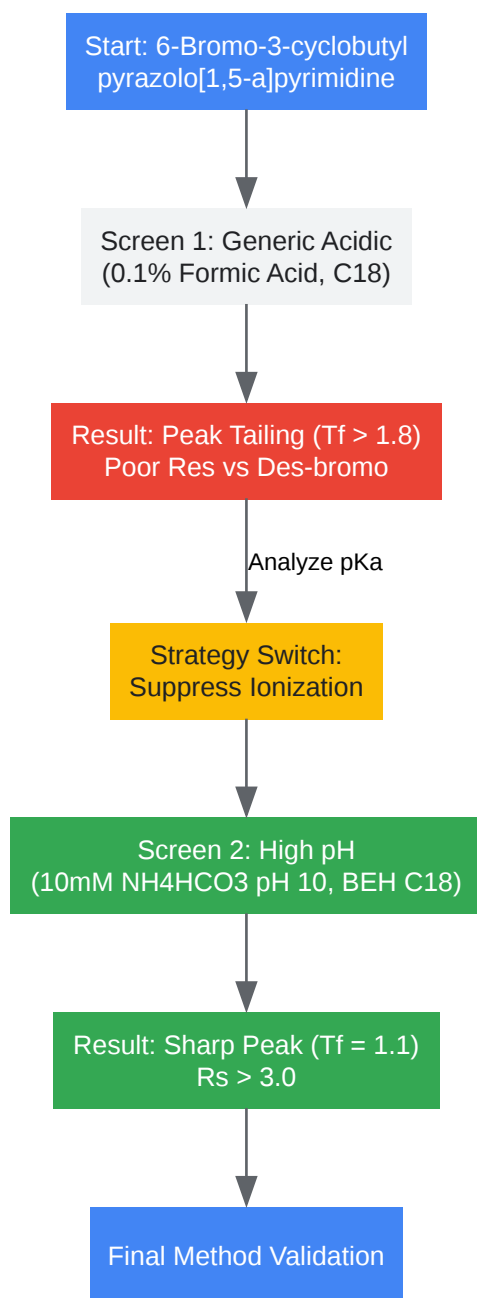 Start: 6-Bromo-3-cyclobutyl
pyrazolo[1,5-a]pyrimidine
Screen 1: Generic Acidic
(0.1% Formic Acid, C18)
Result: Peak Tailing (Tf > 1.8)
Poor Res vs Des-bromo
Analyze pKa
Strategy Switch:
Suppress Ionization
Screen 2: High pH
(10mM NH4HCO3 pH 10, BEH C18)
Result: Sharp Peak (Tf = 1.1)
Rs > 3.0
Final Method Validation